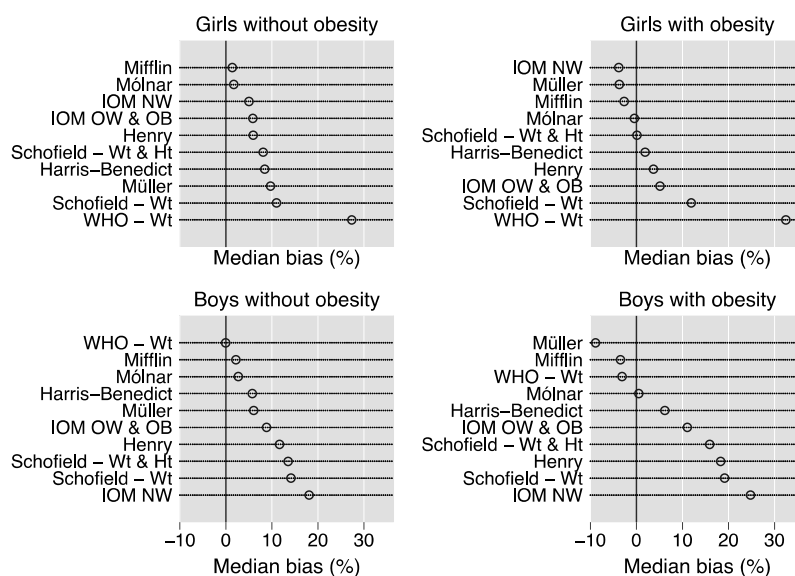 Girls without obesity
Mifflin
Mólnar
IOM NW
IOM OW & OB
Henry
Schofield – Wt & Ht
Harris–Benedict
Müller
Schofield – Wt
WHO – Wt
Median bias (%)
Girls with obesity
IOM NW
Müller
Mifflin
Mólnar
Schofield – Wt & Ht
Harris–Benedict
Henry
IOM OW & OB
Schofield – Wt
WHO – Wt
Median bias (%)
Boys without obesity
WHO – Wt
Mifflin
Mólnar
Harris–Benedict
Müller
IOM OW & OB
Henry
Schofield – Wt & Ht
Schofield – Wt
IOM NW
–10 0 10 20 30
Median bias (%)
Boys with obesity
Müller
Mifflin
WHO – Wt
Mólnar
Harris–Benedict
IOM OW & OB
Schofield – Wt & Ht
Henry
Schofield – Wt
IOM NW
–10 0 10 20 30
Median bias (%)